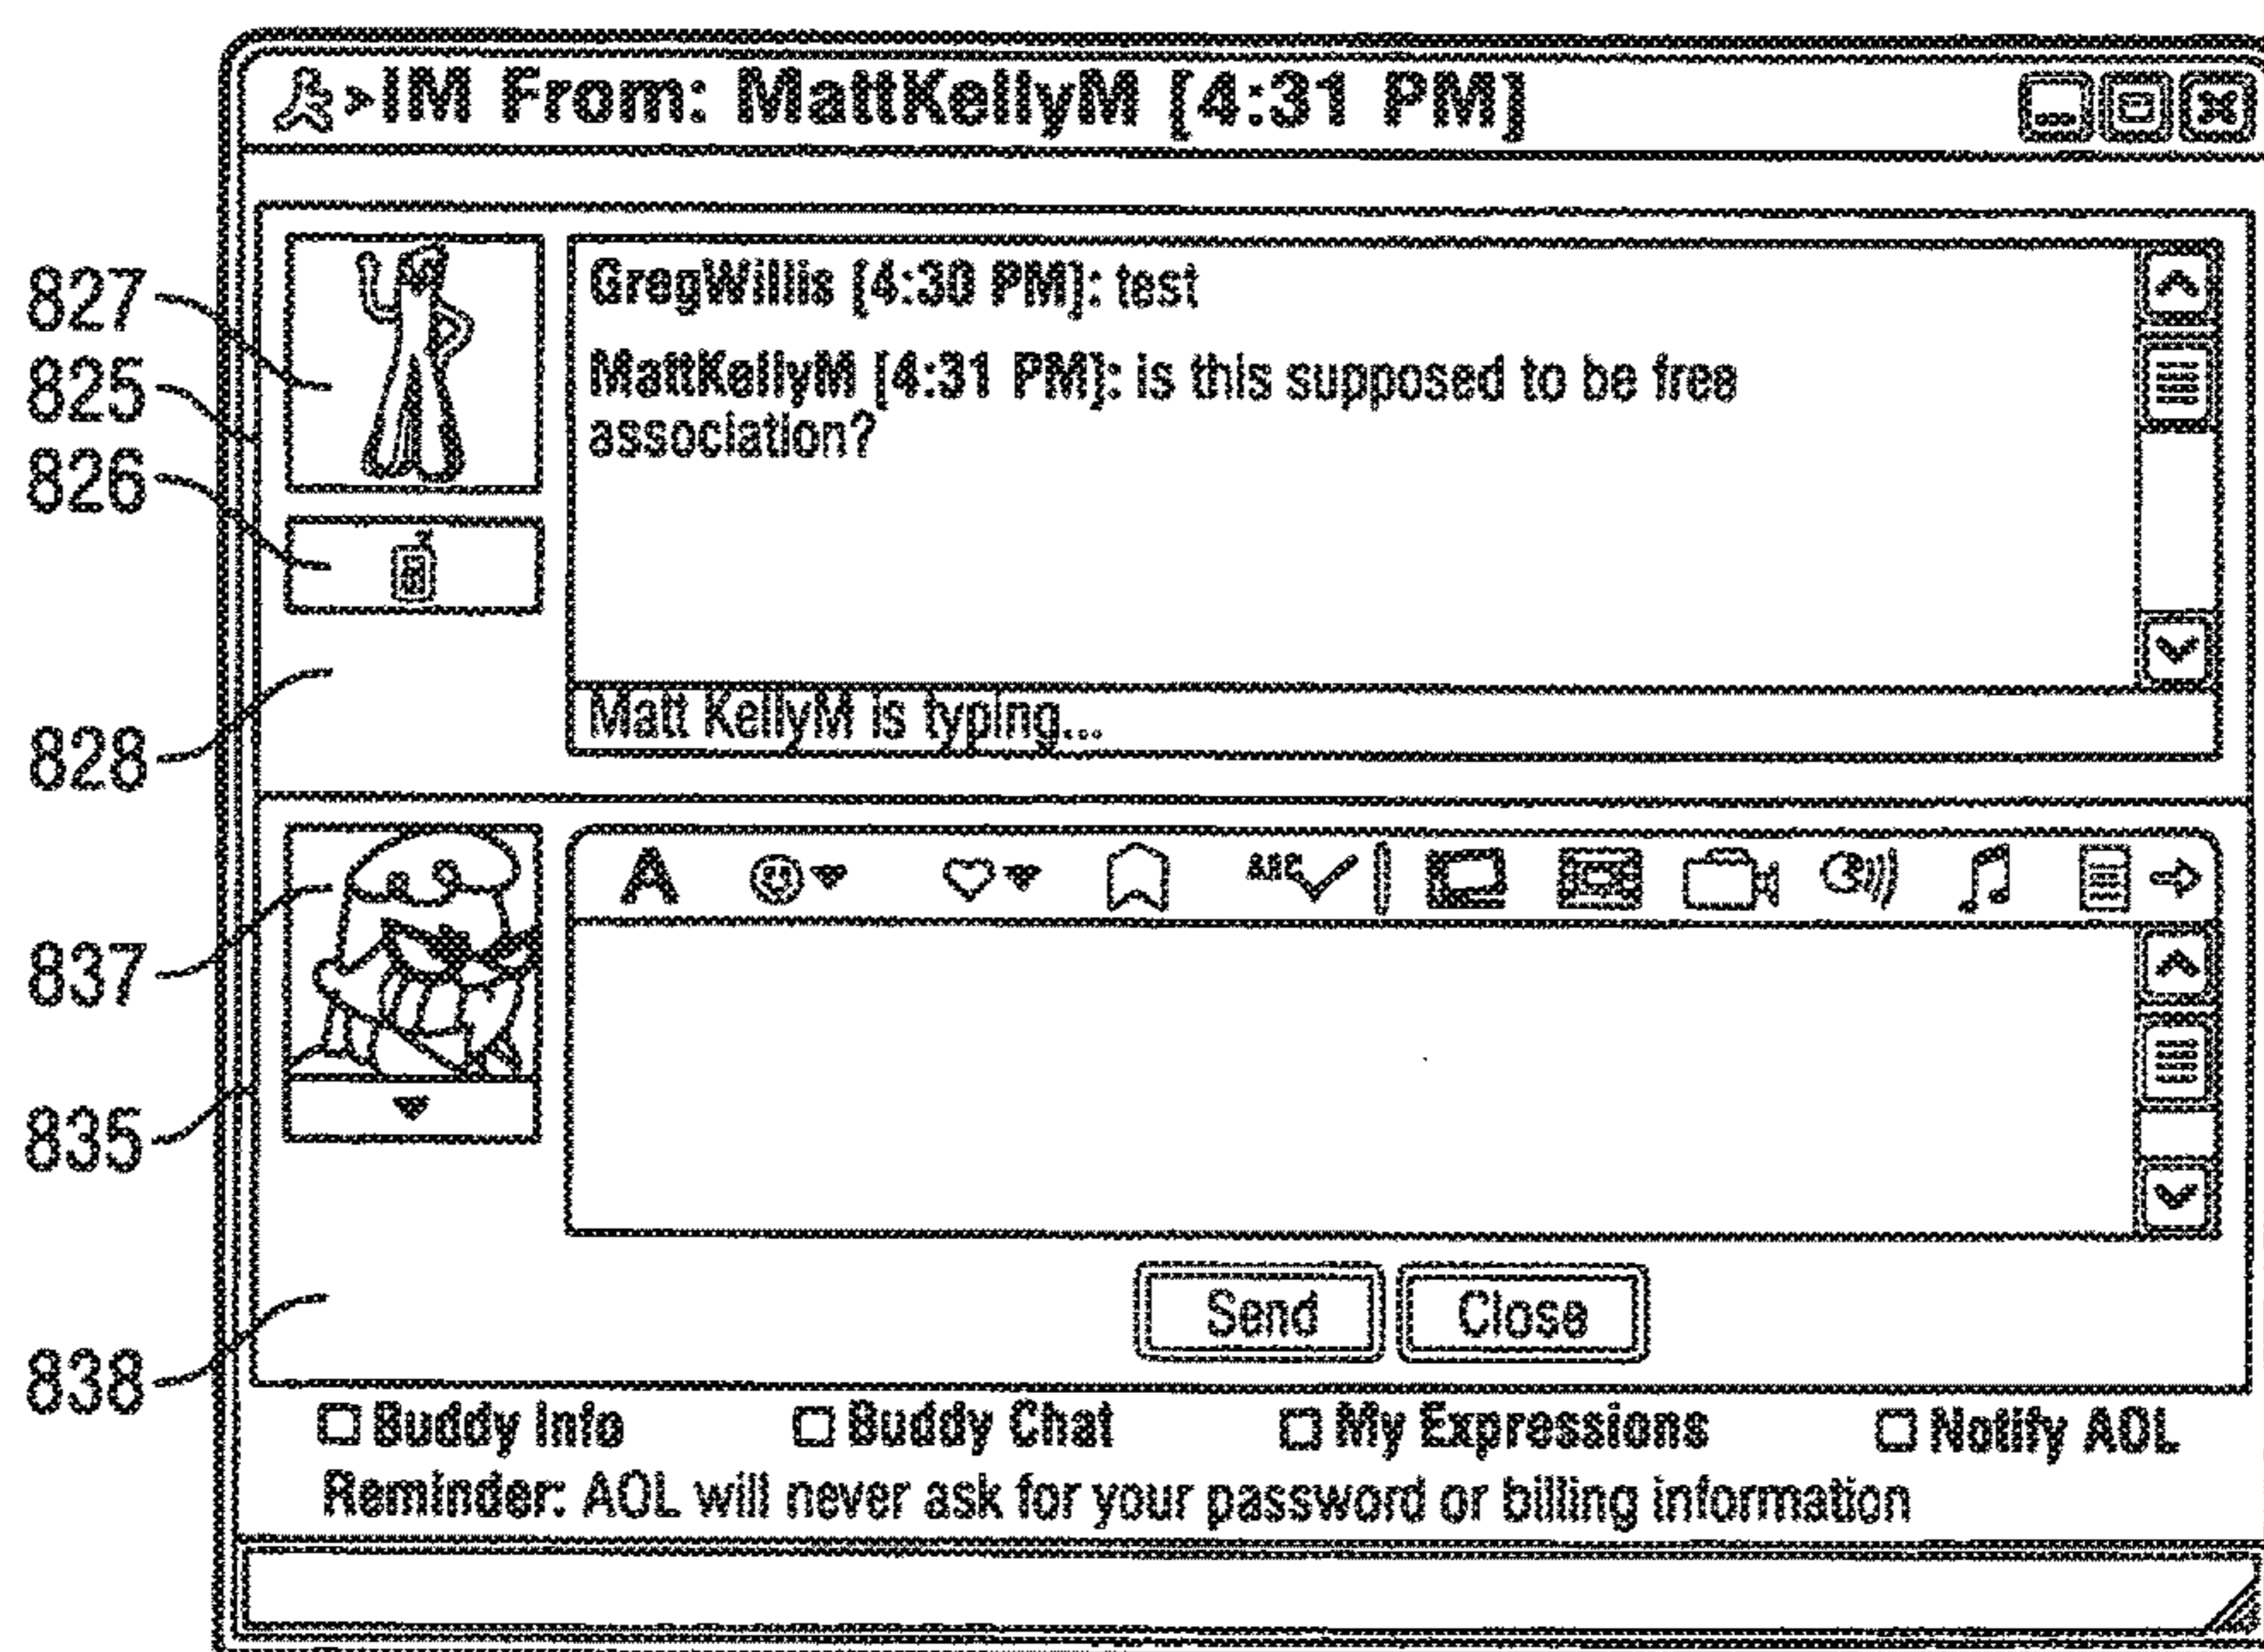 >IM From: MattKellyM [4:31 PM]
GregWillis [4:30 PM]: test
MattKellyM [4:31 PM]: is this supposed to be free
association?
Matt KellyM is typing...
827
825
826
828
A
ABC
837
835
838
Send
Close
Buddy Info
Buddy Chat
My Expressions
Notify AOL
Reminder: AOL will never ask for your password or billing information